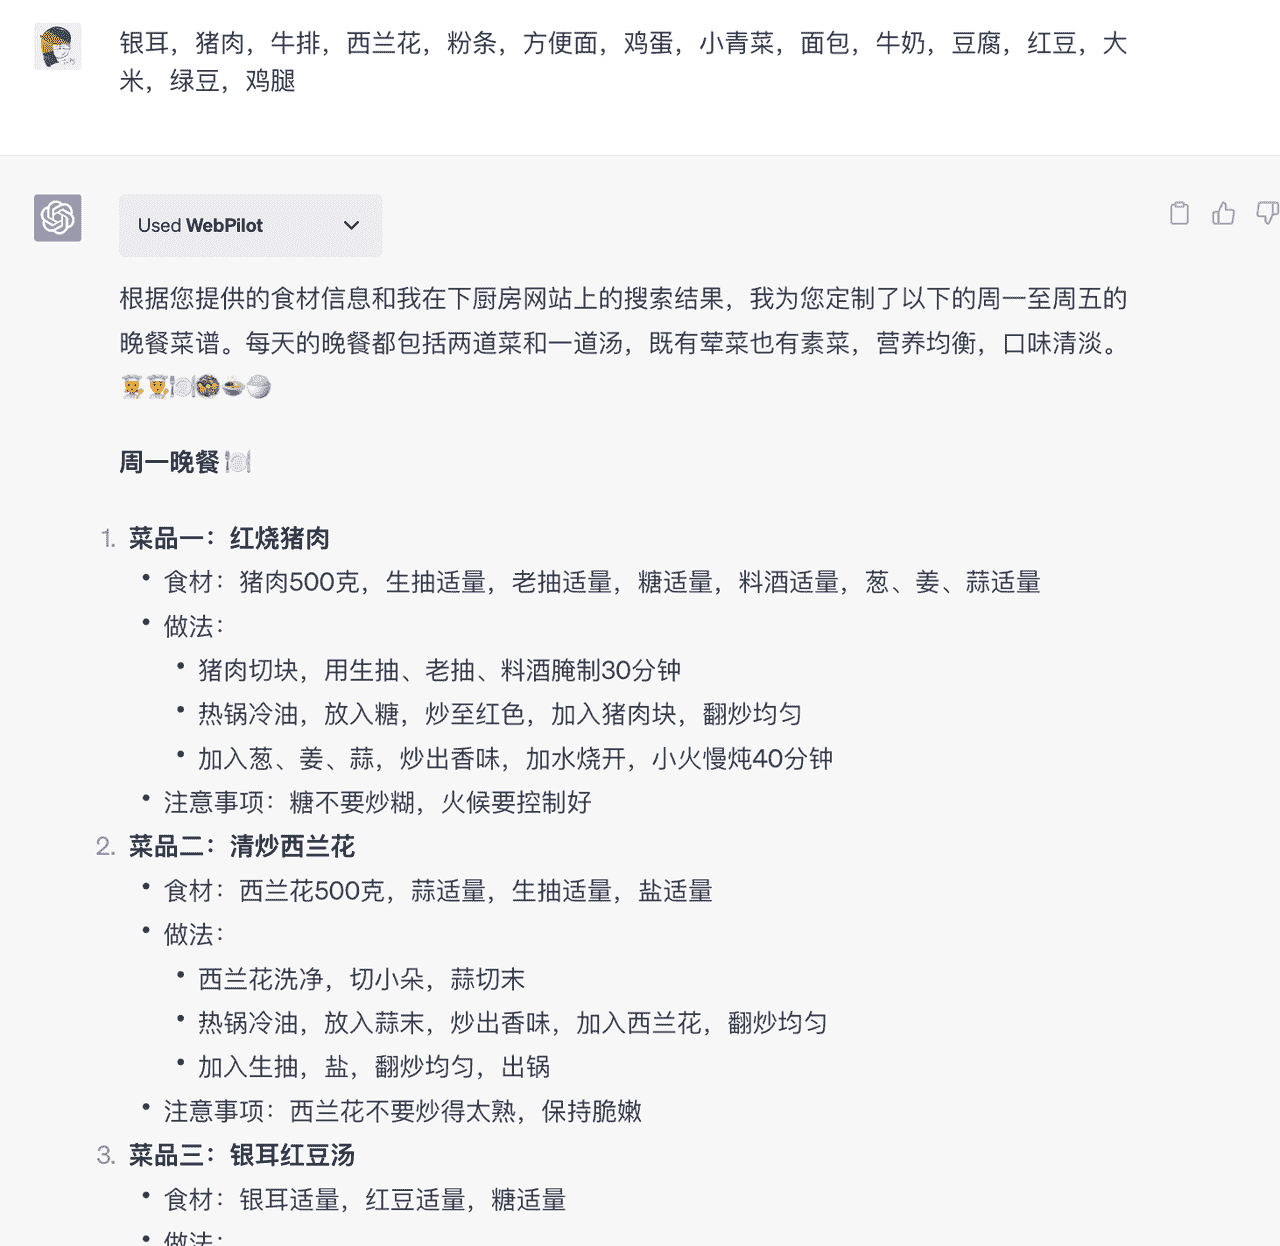 银耳，猪肉，牛排，西兰花，粉条，方便面，鸡蛋，小青菜，面包，牛奶，豆腐，红豆，大
米，绿豆，鸡腿
Used WebPilot
根据您提供的食材信息和我在下厨房网站上的搜索结果，我为您定制了以下的周一至周五的
晚餐菜谱。每天的晚餐都包括两道菜和一道汤，既有荤菜也有素菜，营养均衡，口味清淡。
周一晚餐
1. 菜品一：红烧猪肉
• 食材：猪肉500克，生抽适量，老抽适量，糖适量，料酒适量，葱、姜、蒜适量
• 做法：
• 猪肉切块，用生抽、老抽、料酒腌制30分钟
• 热锅冷油，放入糖，炒至红色，加入猪肉块，翻炒均匀
• 加入葱、姜、蒜，炒出香味，加水烧开，小火慢炖40分钟
• 注意事项：糖不要炒糊，火候要控制好
2. 菜品二：清炒西兰花
• 食材：西兰花500克，蒜适量，生抽适量，盐适量
• 做法：
• 西兰花洗净，切小朵，蒜切末
• 热锅冷油，放入蒜末，炒出香味，加入西兰花，翻炒均匀
• 加入生抽，盐，翻炒均匀，出锅
• 注意事项：西兰花不要炒得太熟，保持脆嫩
3. 菜品三：银耳红豆汤
• 食材：银耳适量，红豆适量，糖适量
• 做法：